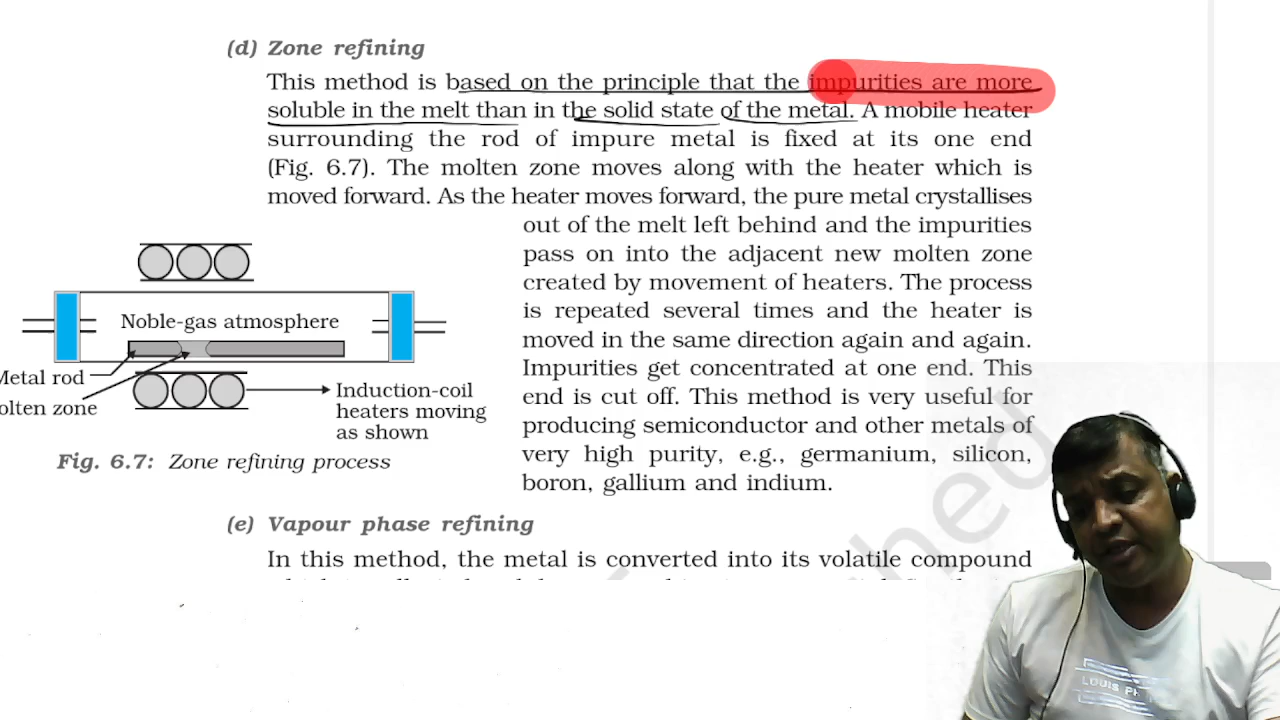 (d) Zone refining
This method is based on the principle that the impurities are more
soluble in the melt than in the solid state of the metal. A mobile heater
surrounding the rod of impure metal is fixed at its one end
(Fig. 6.7). The molten zone moves along with the heater which is
moved forward. As the heater moves forward, the pure metal crystallises
out of the melt left behind and the impurities
pass on into the adjacent new molten zone
created by movement of heaters. The process
is repeated several times and the heater is
moved in the same direction again and again.
Impurities get concentrated at one end. This
end is cut off. This method is very useful for
producing semiconductor and other metals of
very high purity, e.g., germanium, silicon,
boron, gallium and indium.
Noble-gas atmosphere
Metal rod
olten zone
Induction-coil
heaters moving
as shown
Fig. 6.7: Zone refining process
(e) Vapour phase refining
In this method, the metal is converted into its volatile compound
hed
LOUIS PH